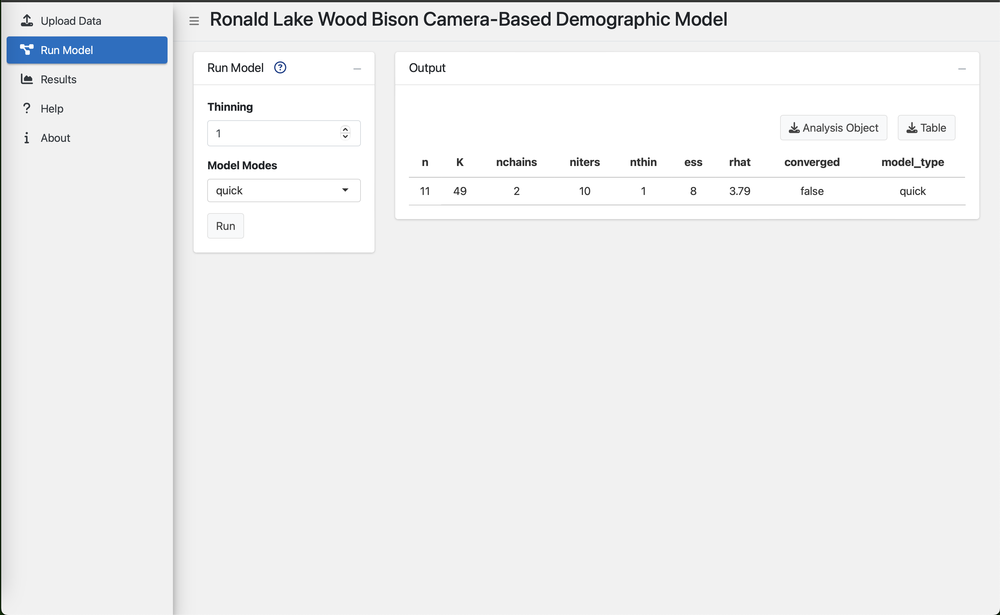 Upload Data
Run Model
Results
Help
About
Ronald Lake Wood Bison Camera-Based Demographic Model
Run Model ?
Thinning
1
Model Modes
quick
Run
Output
Analysis Object Table
n K nchains niters nthin ess rhat converged model_type
11 49 2 10 1 8 3.79 false quick